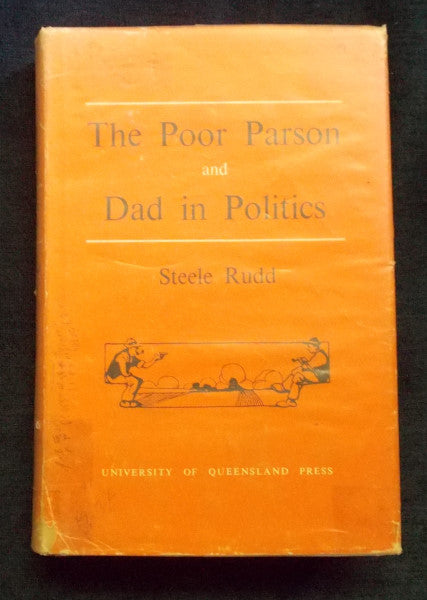 The Poor Parson
and
Dad in Politics
Steele Rudd
UNIVERSITY OF QUEENSLAND PRESS